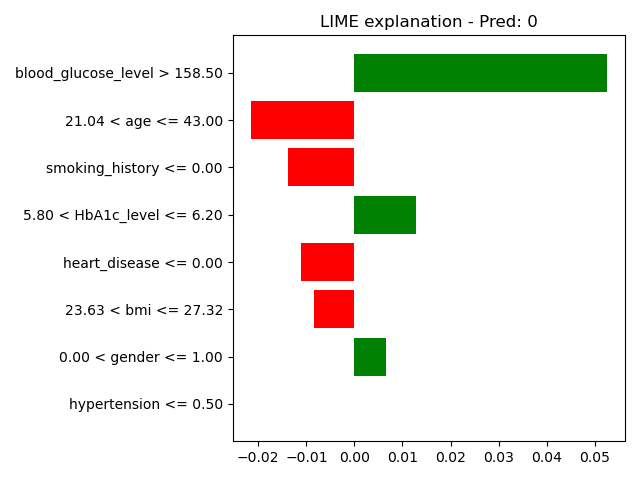 LIME explanation - Pred: 0
blood_glucose_level > 158.50
21.04 < age <= 43.00
smoking_history <= 0.00
5.80 < HbA1c_level <= 6.20
heart_disease <= 0.00
23.63 < bmi <= 27.32
0.00 < gender <= 1.00
hypertension <= 0.50
−0.02 −0.01 0.00 0.01 0.02 0.03 0.04 0.05